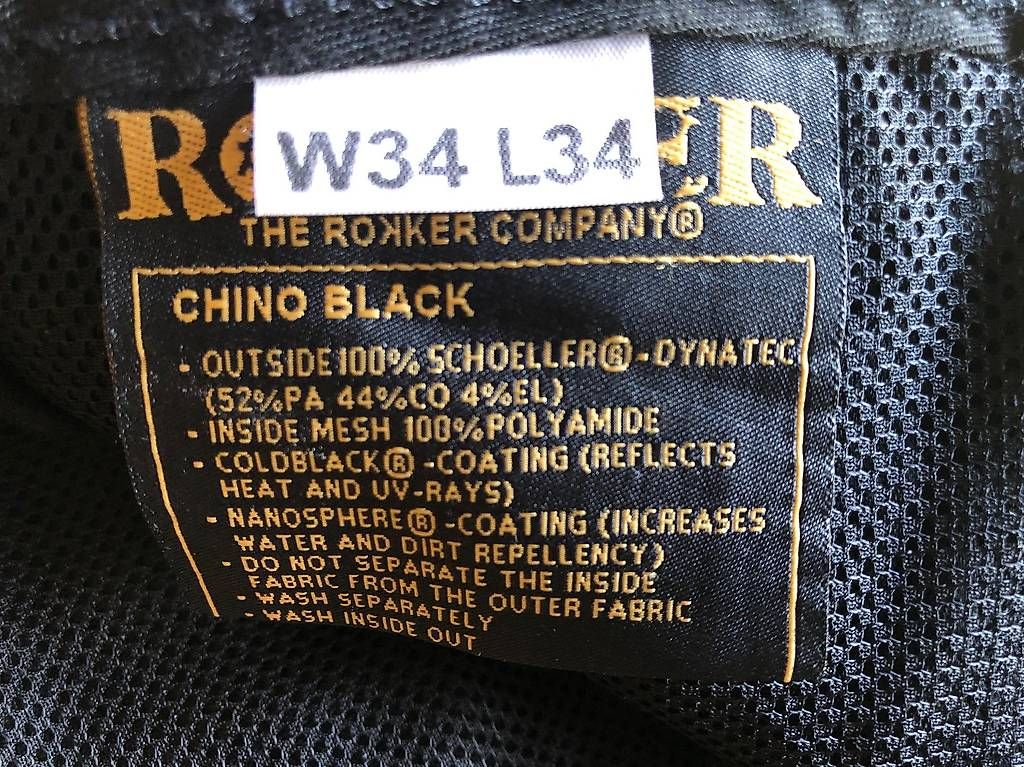 W34 L34
THE ROKKER COMPANY®
CHINO BLACK
- OUTSIDE 100% SCHOELLER®-DYNATEC
(52%PA 44%CO 4%EL)
- INSIDE MESH 100%POLYAMIDE
- COLDBLACK®-COATING (REFLECTS
HEAT AND UV-RAYS)
- NANOSPHERE®-COATING (INCREASES
WATER AND DIRT REPELLENCY)
- DO NOT SEPARATE THE INSIDE
FABRIC FROM THE OUTER FABRIC
- WASH SEPARATELY
- WASH INSIDE OUT